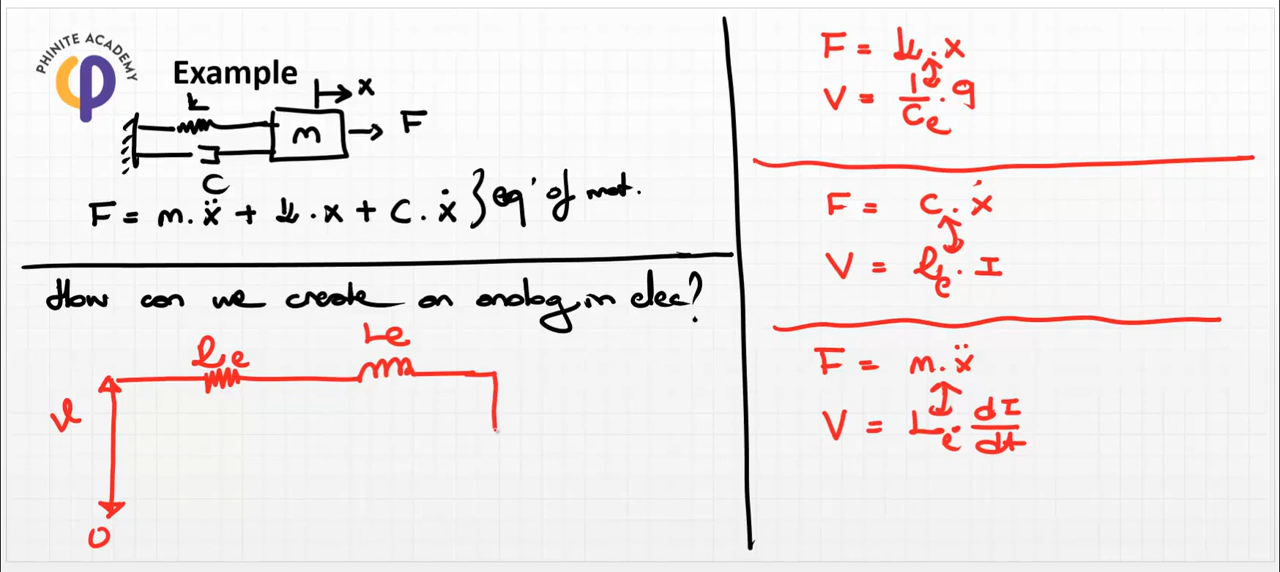 PHINITE ACADEMY
Example
k
x
m
F
C
F = m.ẍ + k.x + C.ẋ } eq' of mot.
How can we create an analog in elec?
Re
Le
V
0
F = k.x
V = 1/Ce.q
F = C.ẋ
V = Re.I
F = m.ẍ
V = Le.dI/dt